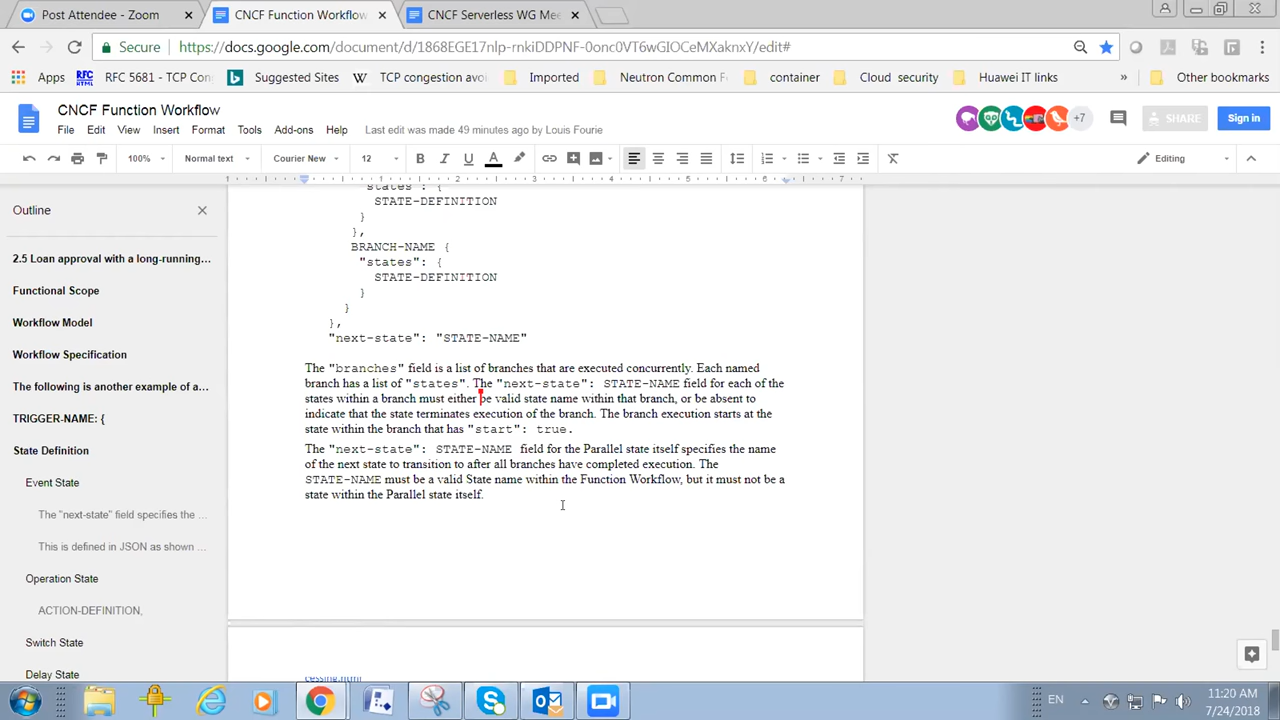 Post Attendee - Zoom
CNCF Function Workflow
CNCF Serverless WG Mee
Secure
https://docs.google.com/document/d/1868EGE17nlp-rnkiDDPNF-0onc0VT6wGIOCeMXaknxY/edit#
Apps
RFC 5681 - TCP Con
Suggested Sites
TCP congestion avoi
Imported
Neutron Common F
container
Cloud security
Huawei IT links
»
Other bookmarks
CNCF Function Workflow
File Edit View Insert Format Tools Add-ons Help
Last edit was made 49 minutes ago by Louis Fourie
+7
SHARE
Sign in
100%
Normal text
Courier New
12
B I U A
Editing
1 1 2 3 4 5 6 7
Outline
2.5 Loan approval with a long-running...
Functional Scope
Workflow Model
Workflow Specification
The following is another example of a...
TRIGGER-NAME: {
State Definition
Event State
The "next-state" field specifies the ...
This is defined in JSON as shown ...
Operation State
ACTION-DEFINITION,
Switch State
Delay State
"states": {
STATE-DEFINITION
}
},
BRANCH-NAME {
"states": {
STATE-DEFINITION
}
}
},
"next-state": "STATE-NAME"
The "branches" field is a list of branches that are executed concurrently. Each named
branch has a list of "states". The "next-state": STATE-NAME field for each of the
states within a branch must either be valid state name within that branch, or be absent to
indicate that the state terminates execution of the branch. The branch execution starts at the
state within the branch that has "start": true.
The "next-state": STATE-NAME field for the Parallel state itself specifies the name
of the next state to transition to after all branches have completed execution. The
STATE-NAME must be a valid State name within the Function Workflow, but it must not be a
state within the Parallel state itself.
cessing.html
EN
11:20 AM
7/24/2018